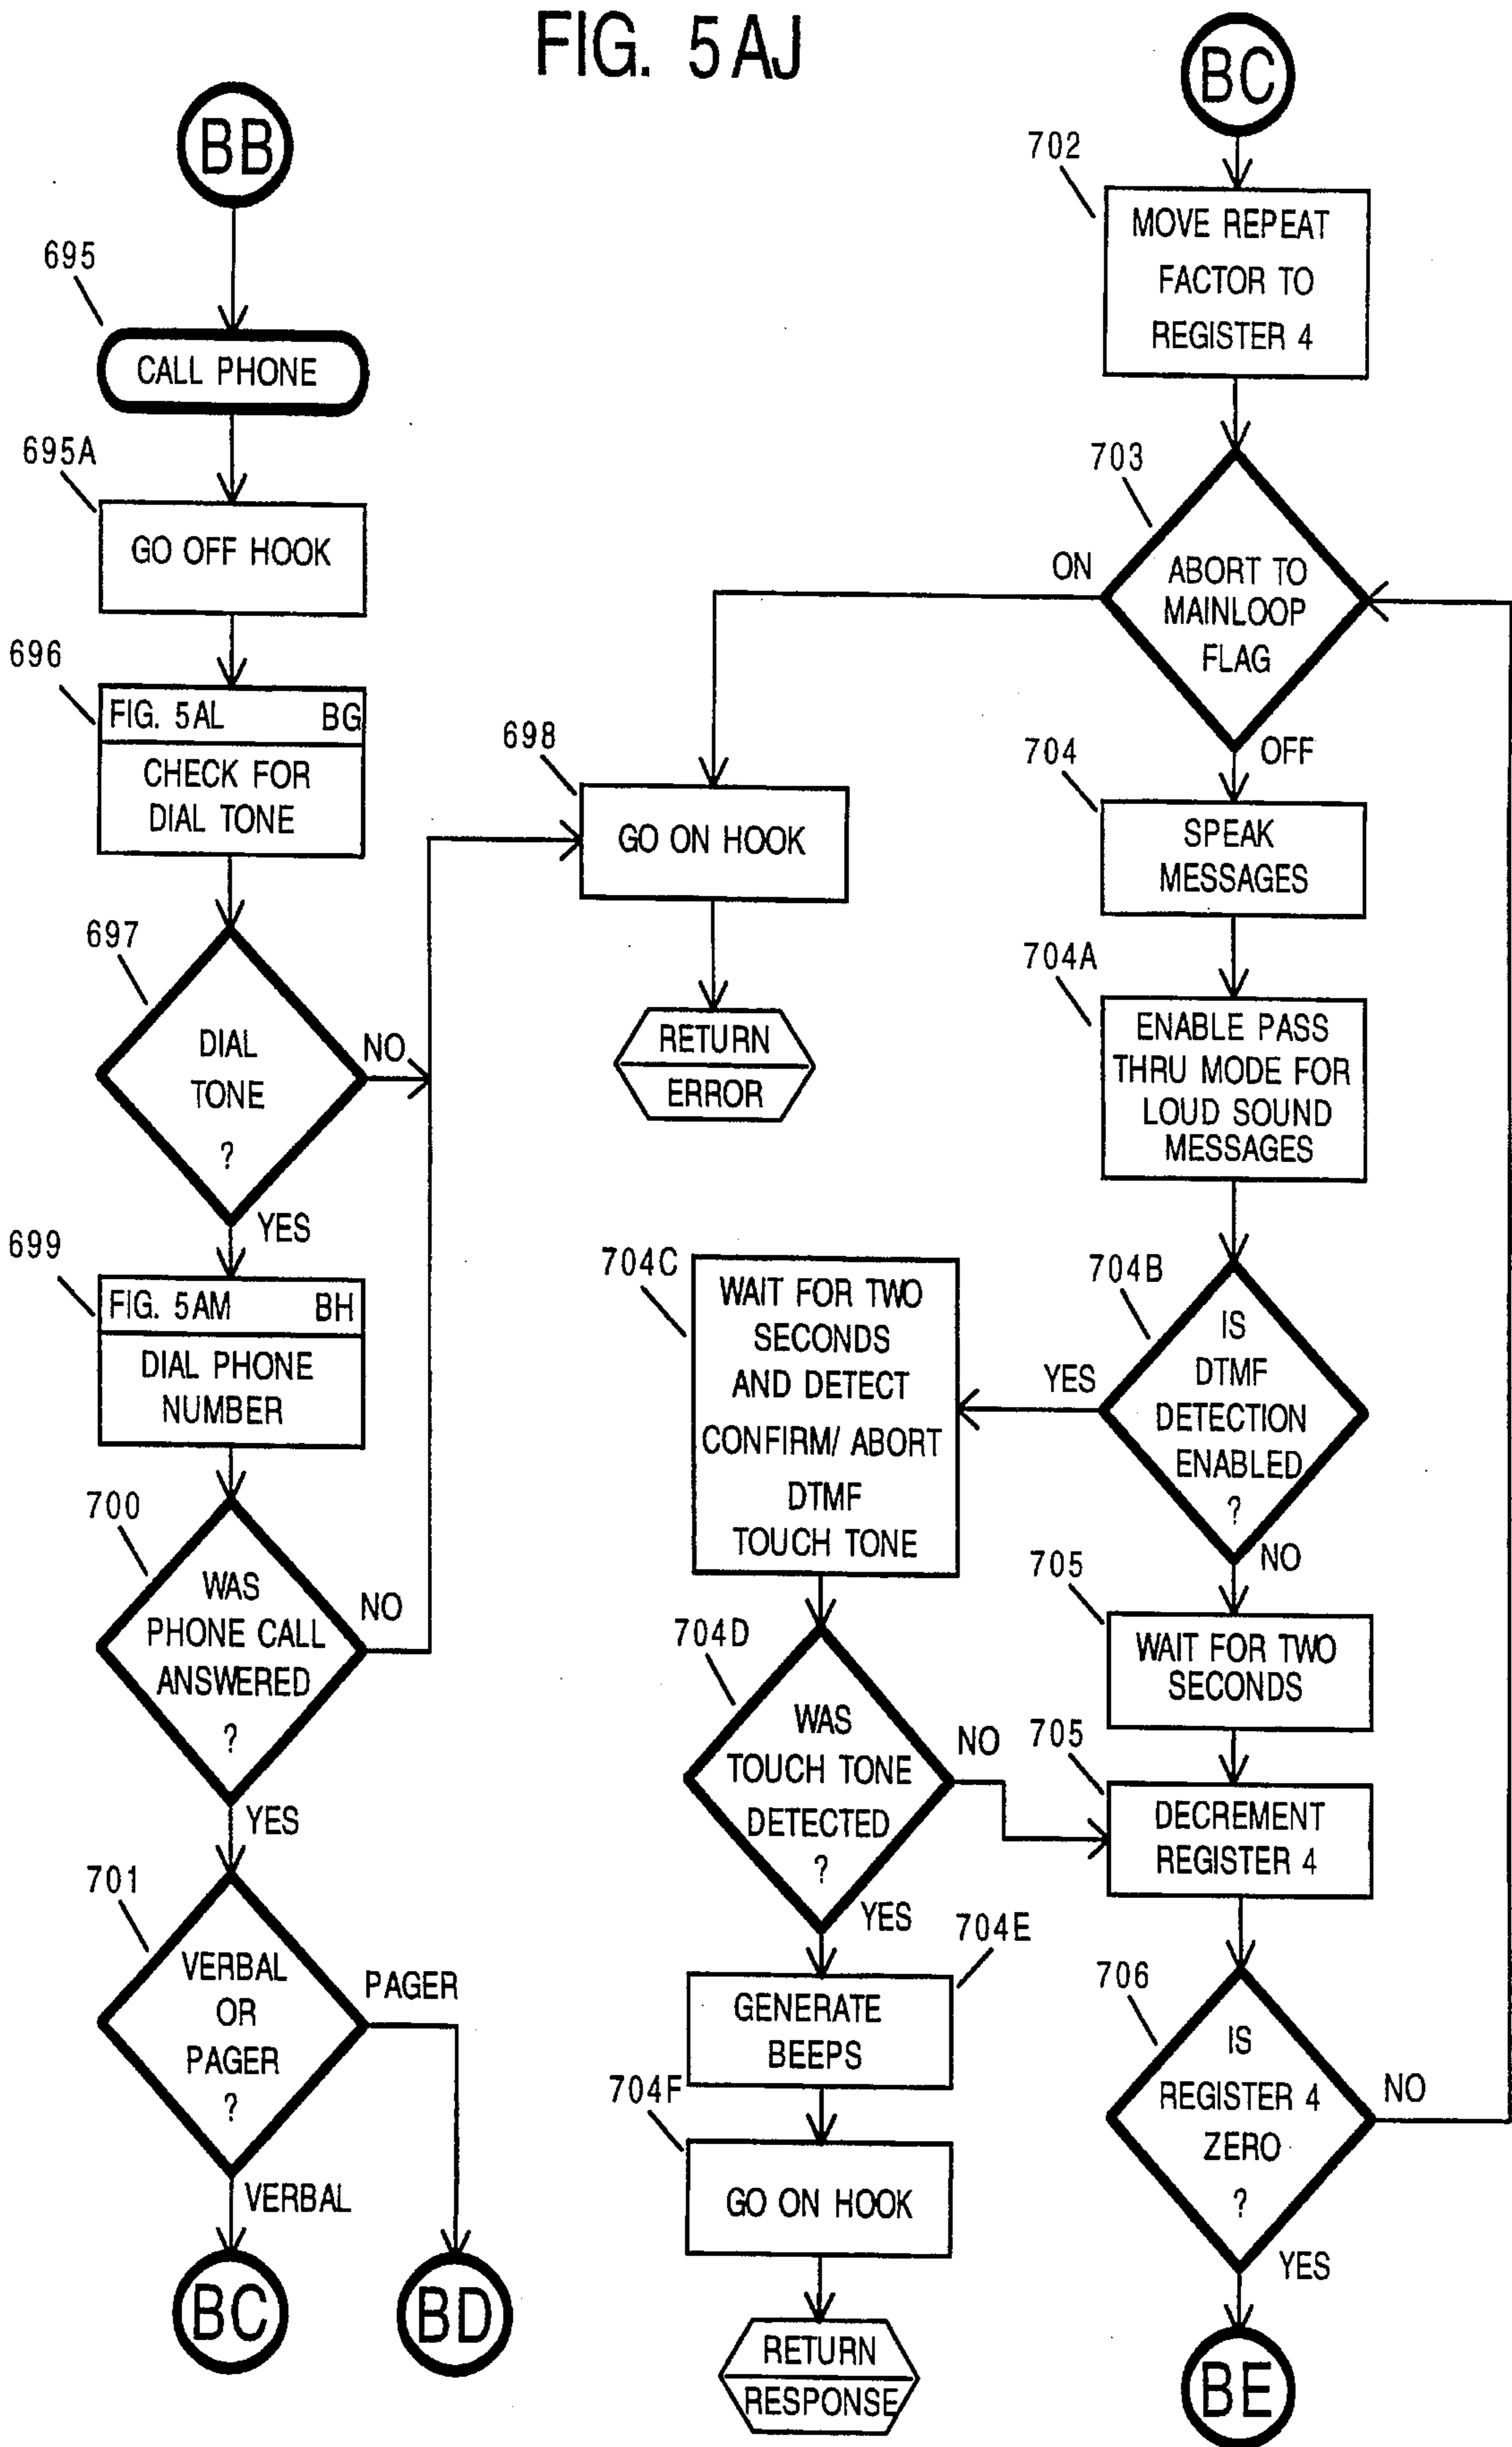 FIG. 5AJ
BB
695
CALL PHONE
695A
GO OFF HOOK
696
FIG. 5AL BG
CHECK FOR
DIAL TONE
697
DIAL
TONE
?
NO
YES
699
FIG. 5AM BH
DIAL PHONE
NUMBER
700
WAS
PHONE CALL
ANSWERED
?
NO
YES
701
VERBAL
OR
PAGER
?
PAGER
VERBAL
BC
BD
698
GO ON HOOK
RETURN
ERROR
BC
702
MOVE REPEAT
FACTOR TO
REGISTER 4
703
ABORT TO
MAINLOOP
FLAG
ON
OFF
704
SPEAK
MESSAGES
704A
ENABLE PASS
THRU MODE FOR
LOUD SOUND
MESSAGES
704B
IS
DTMF
DETECTION
ENABLED
?
YES
NO
704C
WAIT FOR TWO
SECONDS
AND DETECT
CONFIRM/ ABORT
DTMF
TOUCH TONE
704D
WAS
TOUCH TONE
DETECTED
?
NO
YES
704E
GENERATE
BEEPS
704F
GO ON HOOK
RETURN
RESPONSE
705
WAIT FOR TWO
SECONDS
705
DECREMENT
REGISTER 4
706
IS
REGISTER 4
ZERO
?
NO
YES
BE